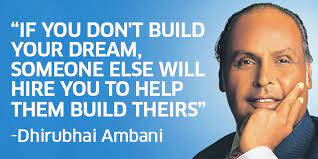 “IF YOU DON'T BUILD
YOUR DREAM,
SOMEONE ELSE WILL
HIRE YOU TO HELP
THEM BUILD THEIRS”
-Dhirubhai Ambani